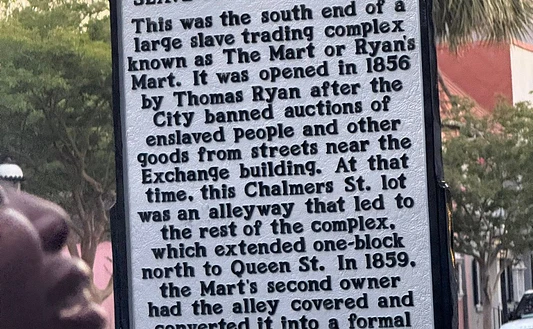 This was the south end of a
large slave trading complex
known as The Mart or Ryan's
Mart. It was opened in 1856
by Thomas Ryan after the
City banned auctions of
enslaved people and other
goods from streets near the
Exchange building. At that
time, this Chalmers St. lot
was an alleyway that led to
the rest of the complex,
which extended one-block
north to Queen St. In 1859,
the Mart's second owner
had the alley covered and
converted it into a formal